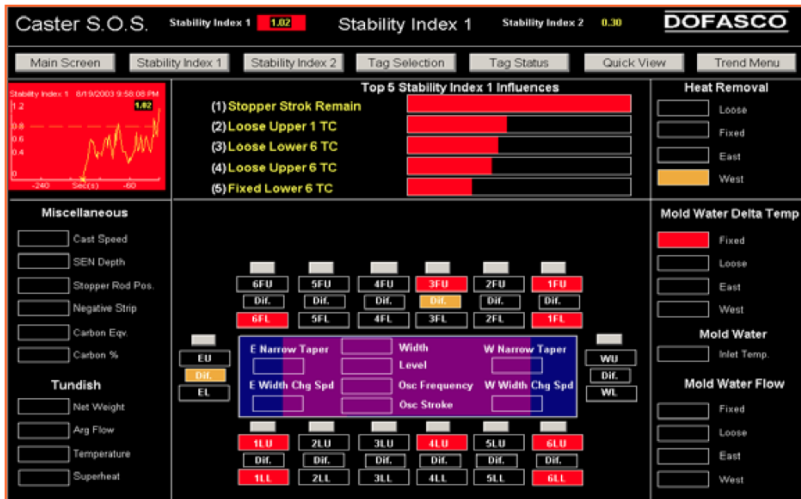 Caster S.O.S. Stability Index 1 1.02 Stability Index 1 Stability Index 2 0.30 DOFASCO
Main Screen Stability Index 1 Stability Index 2 Tag Selection Tag Status Quick View Trend Menu
Stability Index 1 8/19/2003 9:58:08 PM
1.2 1.02
0.8
0.6
0.4
0
-240 Sec(s) -60
Top 5 Stability Index 1 Influences
(1) Stopper Strok Remain
(2) Loose Upper 1 TC
(3) Loose Lower 6 TC
(4) Loose Upper 6 TC
(5) Fixed Lower 6 TC
Heat Removal
Loose
Fixed
East
West
Miscellaneous
Cast Speed
SEN Depth
Stopper Rod Pos.
Negative Strip
Carbon Eqv.
Carbon %
Tundish
Net Weight
Arg Flow
Temperature
Superheat
6FU 5FU 4FU 3FU 2FU 1FU
Dif. Dif. Dif. Dif. Dif. Dif.
6FL 5FL 4FL 3FL 2FL 1FL
EU
Dif.
EL
E Narrow Taper Width W Narrow Taper
Level
E Width Chg Spd Osc Frequency W Width Chg Spd
Osc Stroke
WU
Dif.
WL
1LU 2LU 3LU 4LU 5LU 6LU
Dif. Dif. Dif. Dif. Dif. Dif.
1LL 2LL 3LL 4LL 5LL 6LL
Mold Water Delta Temp
Fixed
Loose
East
West
Mold Water
Inlet Temp.
Mold Water Flow
Fixed
Loose
East
West